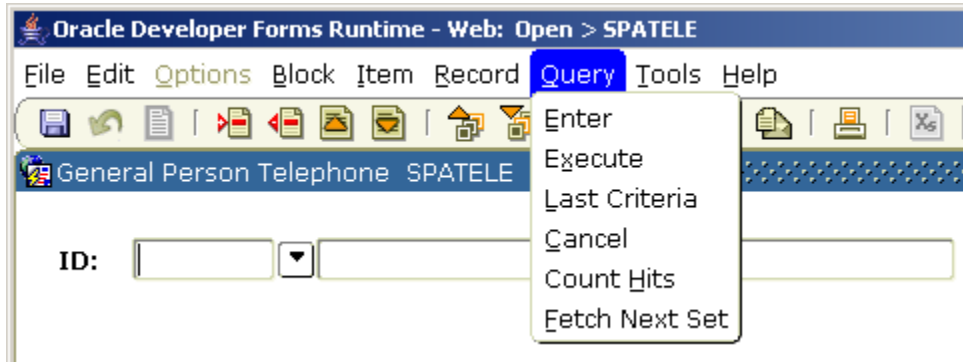 Oracle Developer Forms Runtime - Web: Open > SPATELE
File Edit Options Block Item Record Query Tools Help
Enter
Execute
Last Criteria
Cancel
Count Hits
Fetch Next Set
General Person Telephone SPATELE
ID: